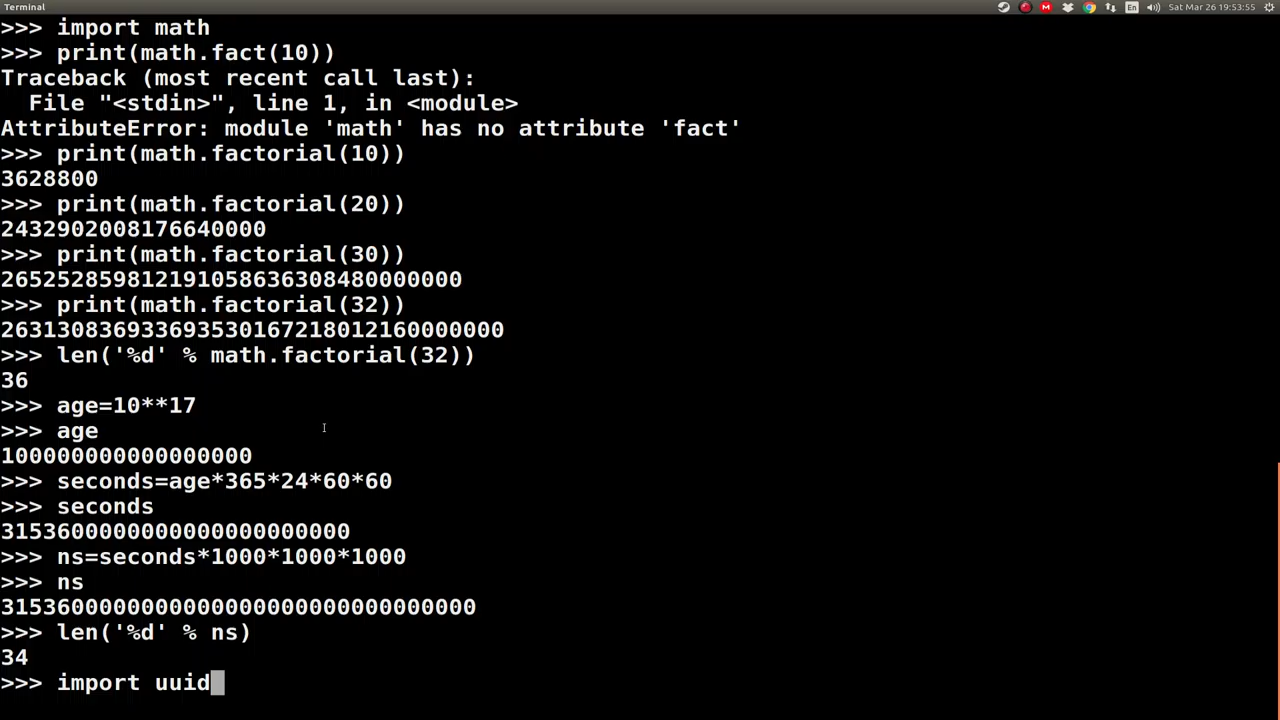 Terminal
En
Sat Mar 26 19:53:55
>>> import math
>>> print(math.fact(10))
Traceback (most recent call last):
  File "<stdin>", line 1, in <module>
AttributeError: module 'math' has no attribute 'fact'
>>> print(math.factorial(10))
3628800
>>> print(math.factorial(20))
2432902008176640000
>>> print(math.factorial(30))
265252859812191058636308480000000
>>> print(math.factorial(32))
263130836933693530167218012160000000
>>> len('%d' % math.factorial(32))
36
>>> age=10**17
>>> age
100000000000000000
>>> seconds=age*365*24*60*60
>>> seconds
3153600000000000000000000
>>> ns=seconds*1000*1000*1000
>>> ns
3153600000000000000000000000000000
>>> len('%d' % ns)
34
>>> import uuid